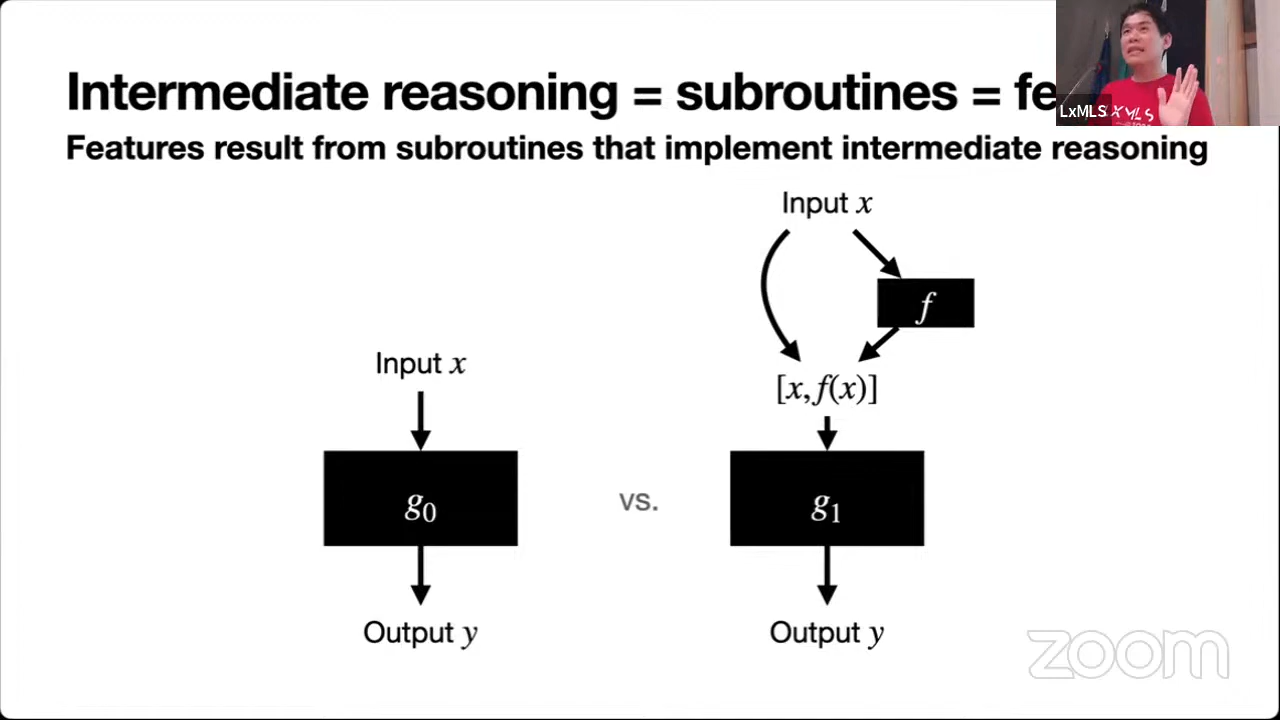 Intermediate reasoning = subroutines = fe
LxMLS
Features result from subroutines that implement intermediate reasoning
Input x
f
Input x
[x, f(x)]
g0
vs.
g1
Output y
Output y
zoom